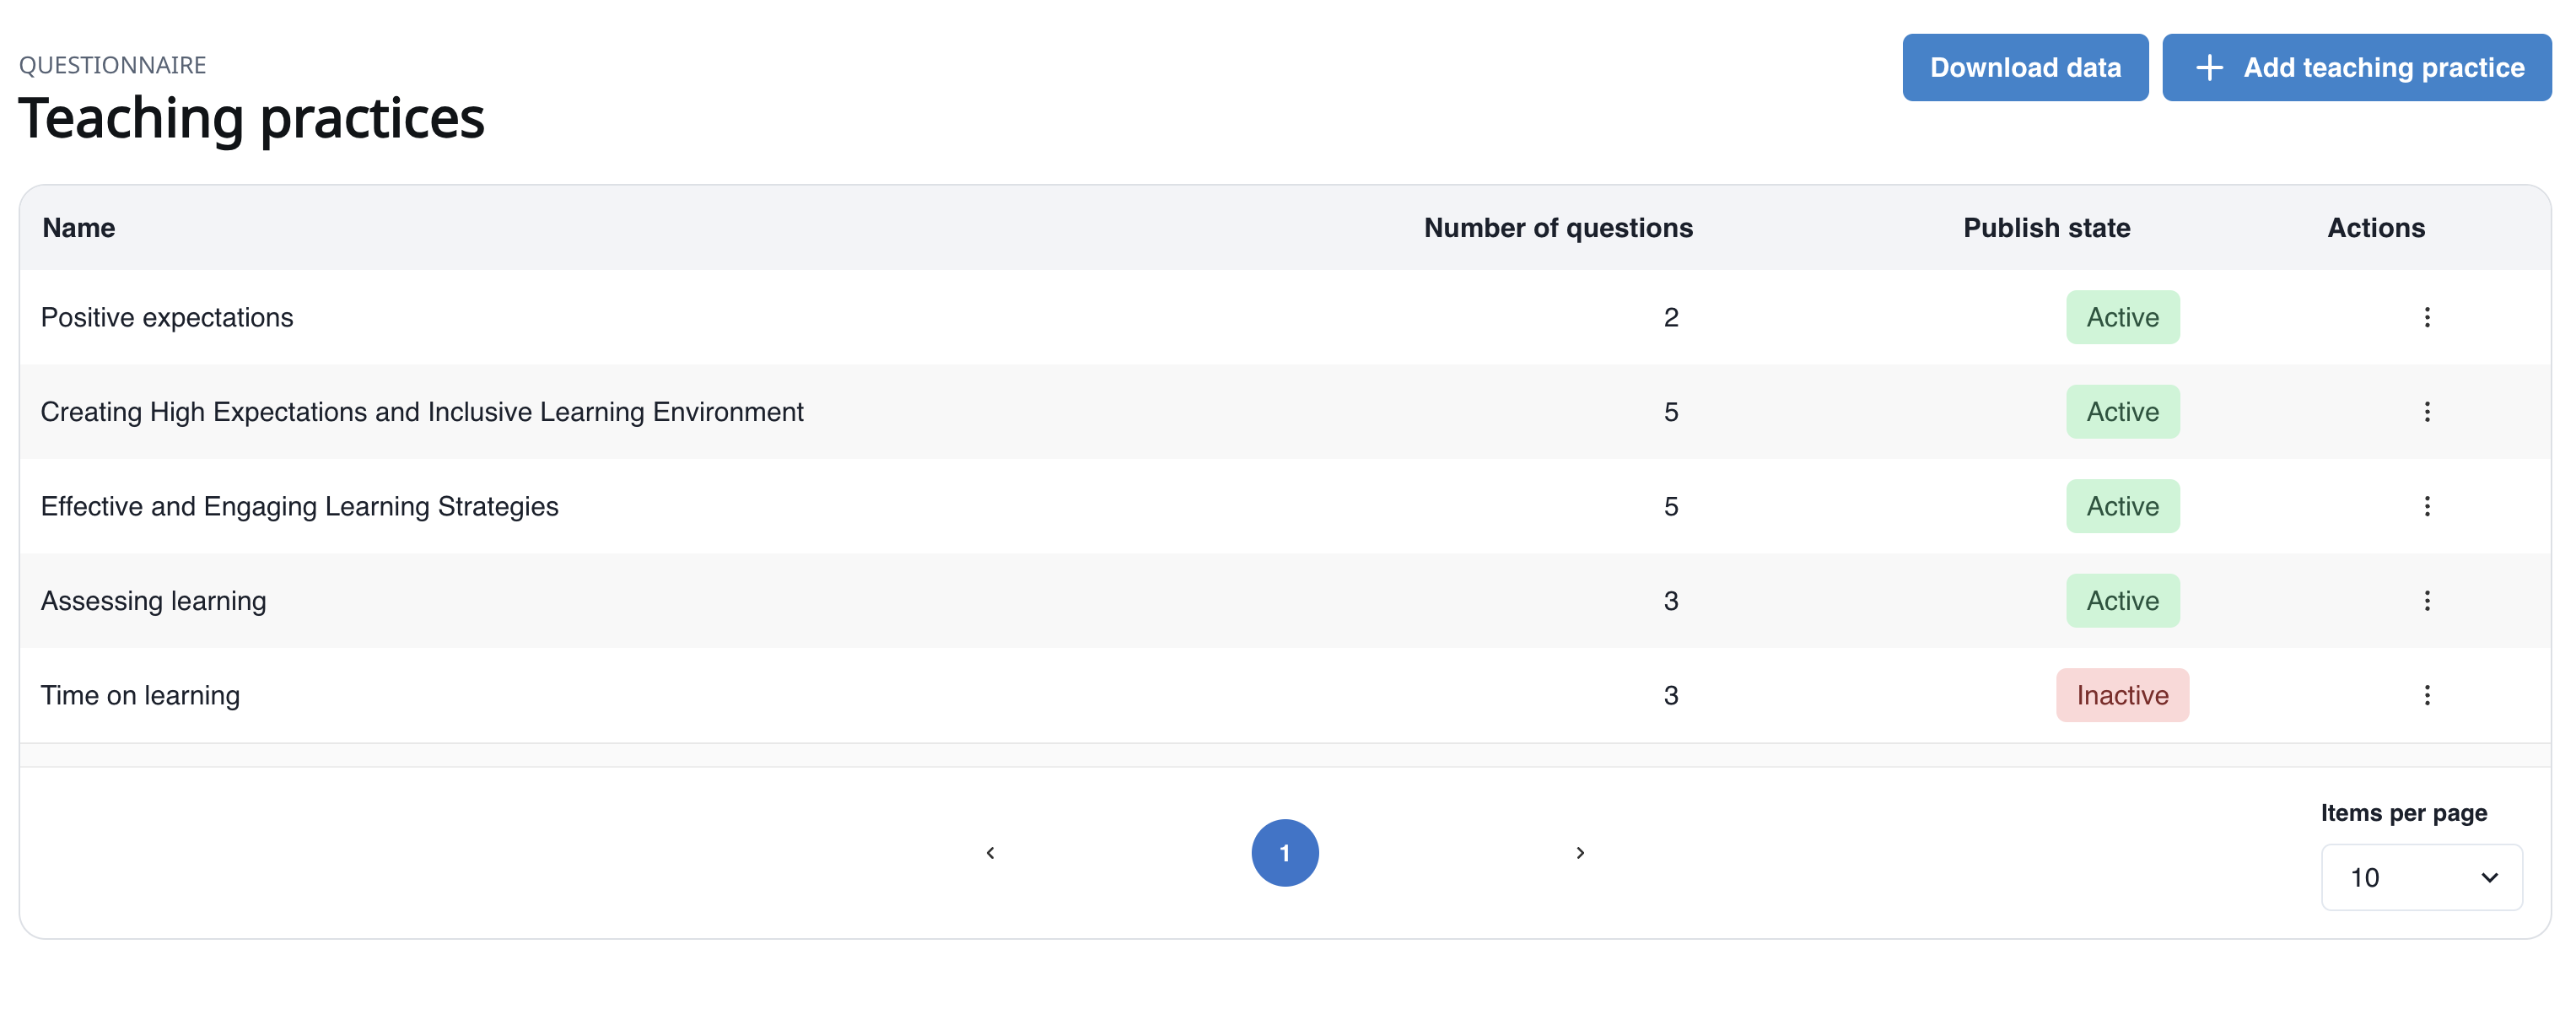 QUESTIONNAIRE
Teaching practices
Download data
Add teaching practice
Name Number of questions Publish state Actions
Positive expectations 2 Active
Creating High Expectations and Inclusive Learning Environment 5 Active
Effective and Engaging Learning Strategies 5 Active
Assessing learning 3 Active
Time on learning 3 Inactive
1
Items per page
10